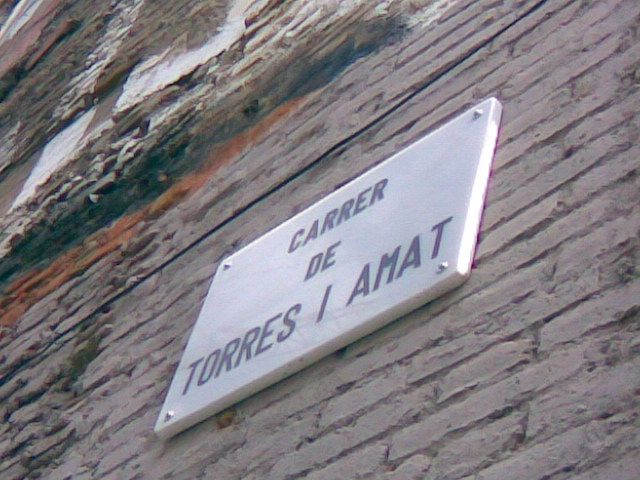 CARRER
DE
TORRES I AMAT